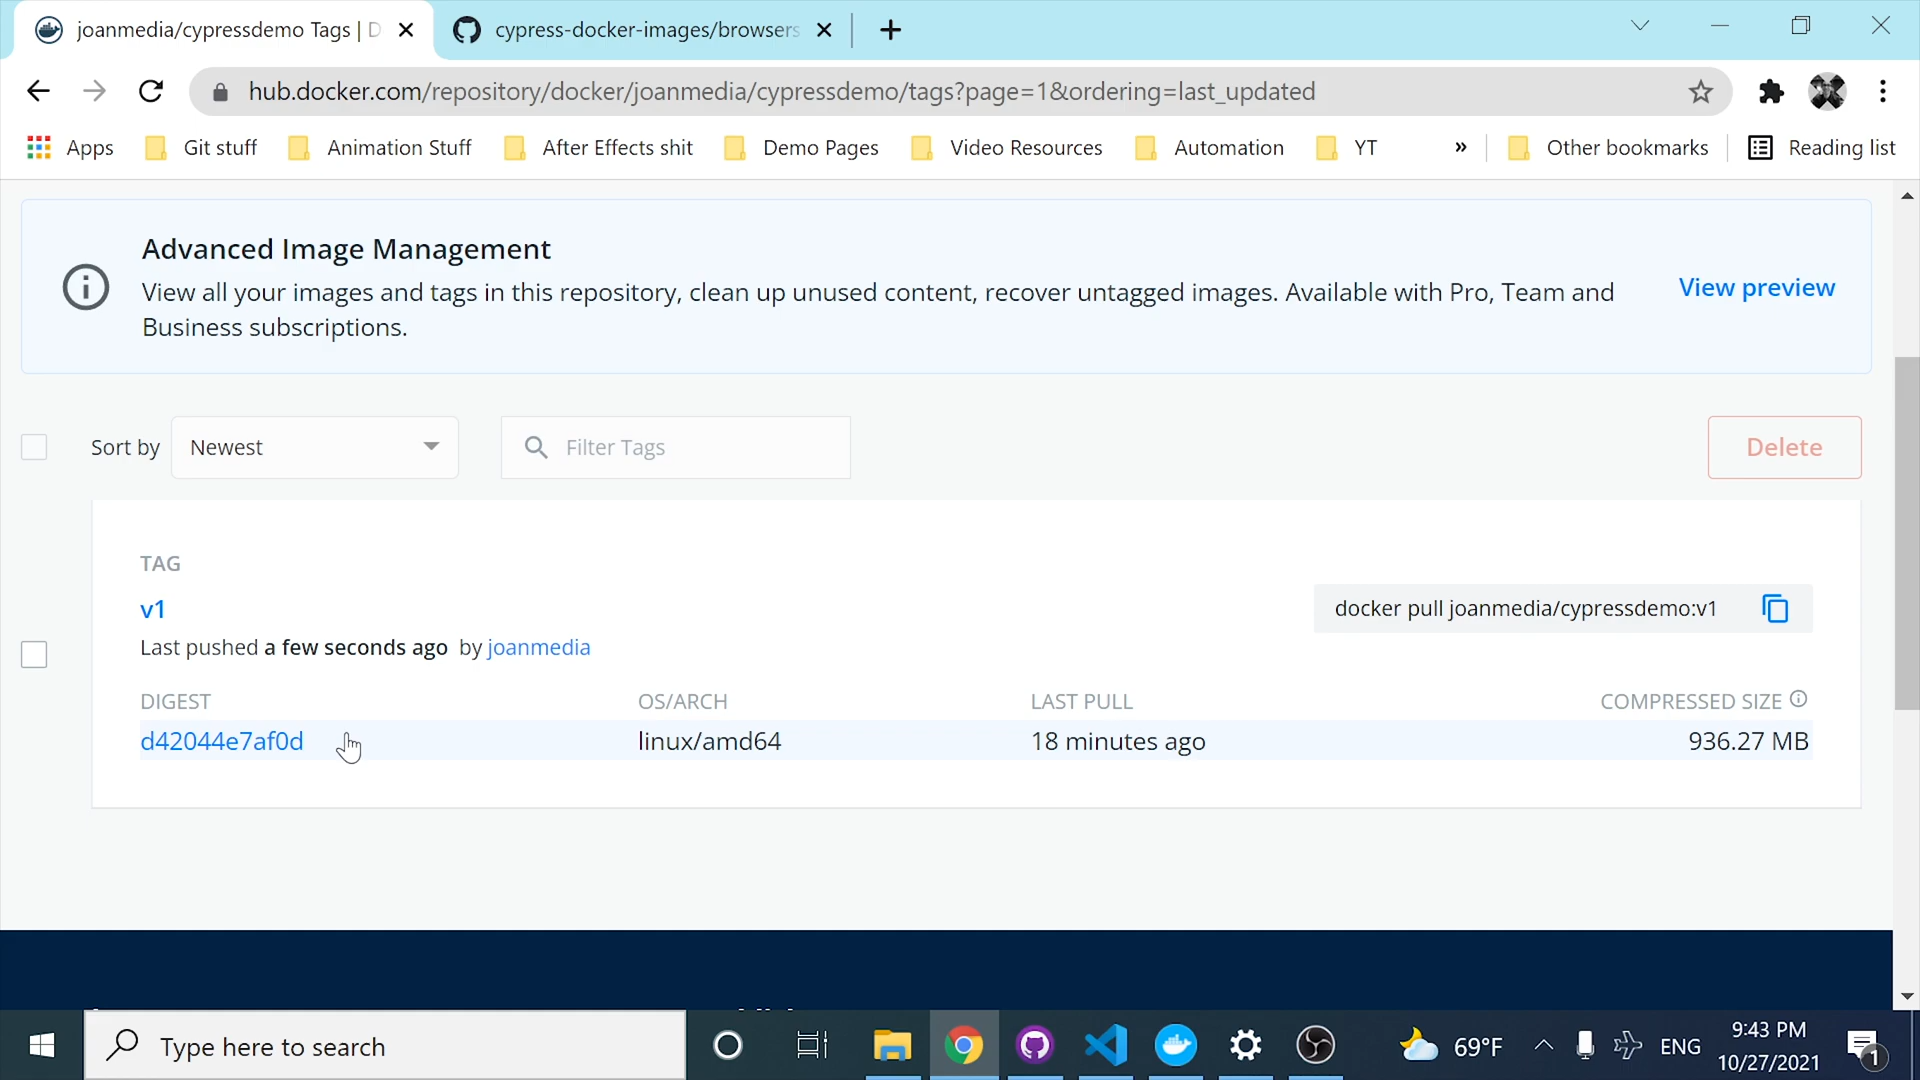 joanmedia/cypressdemo Tags | D
cypress-docker-images/browsers
hub.docker.com/repository/docker/joanmedia/cypressdemo/tags?page=1&ordering=last_updated
Apps
Git stuff
Animation Stuff
After Effects shit
Demo Pages
Video Resources
Automation
YT
»
Other bookmarks
Reading list
Advanced Image Management
View all your images and tags in this repository, clean up unused content, recover untagged images. Available with Pro, Team and
Business subscriptions.
View preview
Sort by
Newest
Filter Tags
Delete
TAG
v1
docker pull joanmedia/cypressdemo:v1
Last pushed a few seconds ago by joanmedia
DIGEST
OS/ARCH
LAST PULL
COMPRESSED SIZE
d42044e7af0d
linux/amd64
18 minutes ago
936.27 MB
Type here to search
69°F
ENG
9:43 PM
10/27/2021
1